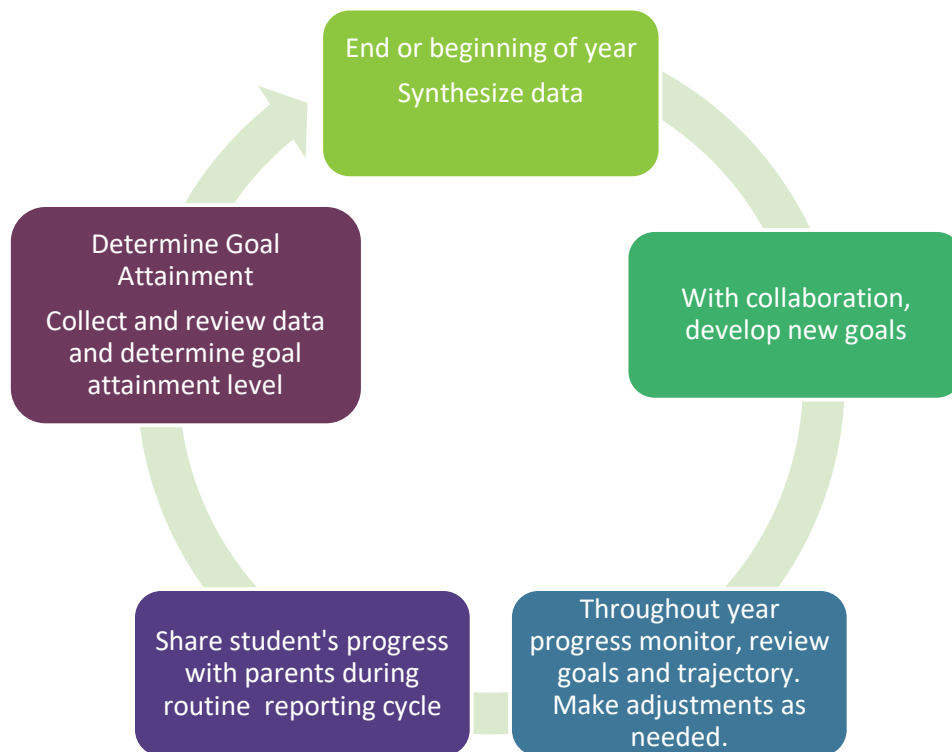 End or beginning of year
Synthesize data
With collaboration,
develop new goals
Throughout year
progress monitor, review
goals and trajectory.
Make adjustments as
needed.
Share student's progress
with parents during
routine  reporting cycle
Determine Goal
Attainment
Collect and review data
and determine goal
attainment level